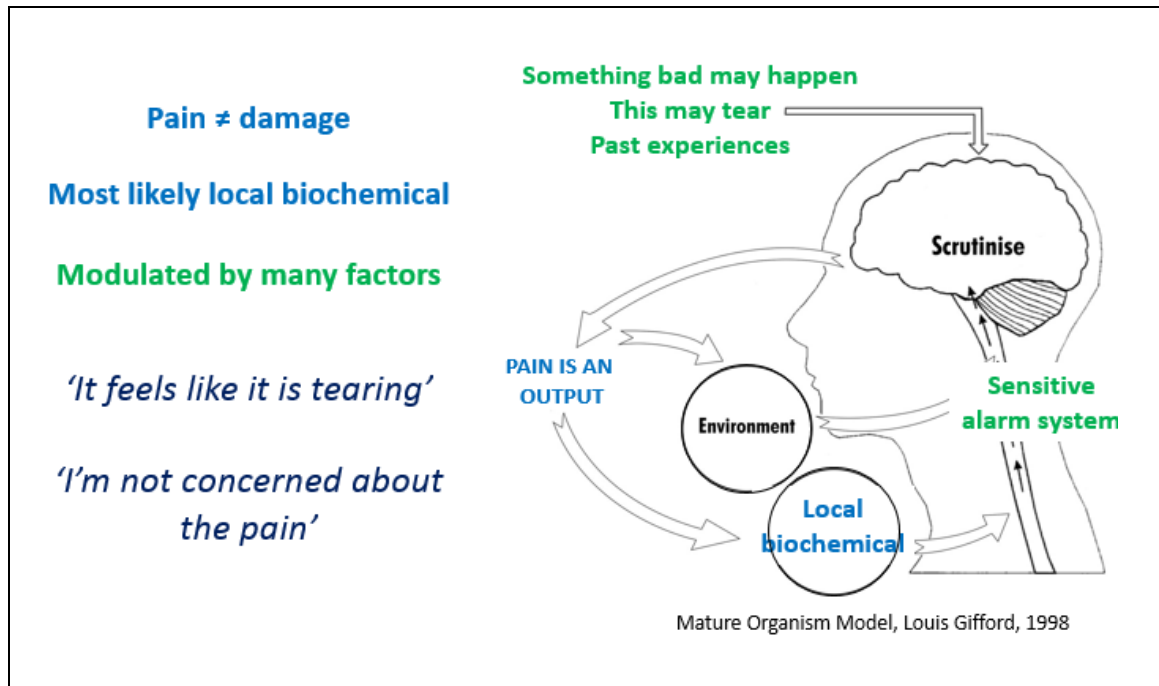 Pain ≠ damage
Most likely local biochemical
Modulated by many factors
‘It feels like it is tearing’
‘I’m not concerned about
the pain’
Something bad may happen
This may tear
Past experiences
Scrutinise
PAIN IS AN
OUTPUT
Environment
Sensitive
alarm system
Local
biochemical
Mature Organism Model, Louis Gifford, 1998